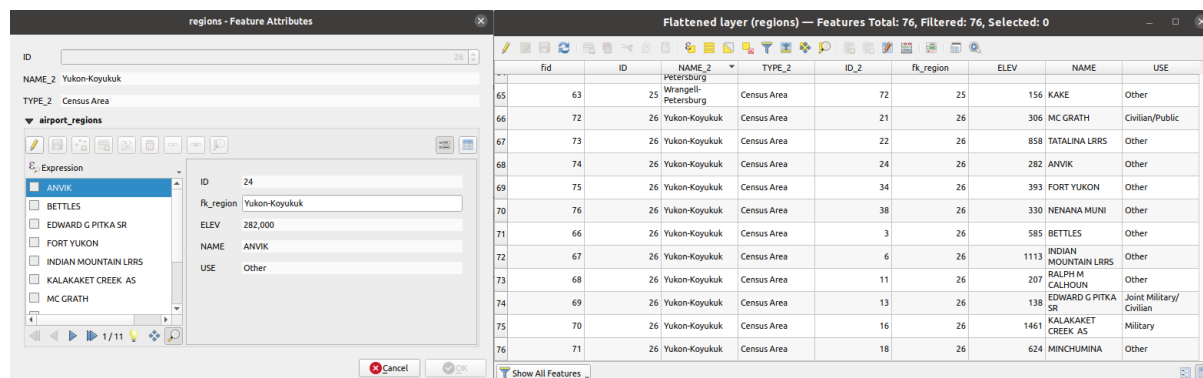 regions - Feature Attributes
ID 26
NAME_2 Yukon-Koyukuk
TYPE_2 Census Area
airport_regions
Expression
ANVIK
BETTLES
EDWARD G PITKA SR
FORT YUKON
INDIAN MOUNTAIN LRRS
KALAKAKET CREEK AS
MC GRATH
1 / 11
ID 24
fk_region Yukon-Koyukuk
ELEV 282,000
NAME ANVIK
USE Other
Cancel OK
Flattened layer (regions) — Features Total: 76, Filtered: 76, Selected: 0
fid ID NAME_2 TYPE_2 ID_2 fk_region ELEV NAME USE
Petersburg
65 63 25 Wrangell-Petersburg Census Area 72 25 156 KAKE Other
66 72 26 Yukon-Koyukuk Census Area 21 26 306 MC GRATH Civilian/Public
67 73 26 Yukon-Koyukuk Census Area 22 26 858 TATALINA LRRS Other
68 74 26 Yukon-Koyukuk Census Area 24 26 282 ANVIK Other
69 75 26 Yukon-Koyukuk Census Area 34 26 393 FORT YUKON Other
70 76 26 Yukon-Koyukuk Census Area 38 26 330 NENANA MUNI Other
71 66 26 Yukon-Koyukuk Census Area 3 26 585 BETTLES Other
72 67 26 Yukon-Koyukuk Census Area 6 26 1113 INDIAN MOUNTAIN LRRS Other
73 68 26 Yukon-Koyukuk Census Area 11 26 207 RALPH M CALHOUN Other
74 69 26 Yukon-Koyukuk Census Area 13 26 138 EDWARD G PITKA SR Joint Military/Civilian
75 70 26 Yukon-Koyukuk Census Area 16 26 1461 KALAKAKET CREEK AS Military
76 71 26 Yukon-Koyukuk Census Area 18 26 624 MINCHUMINA Other
Show All Features